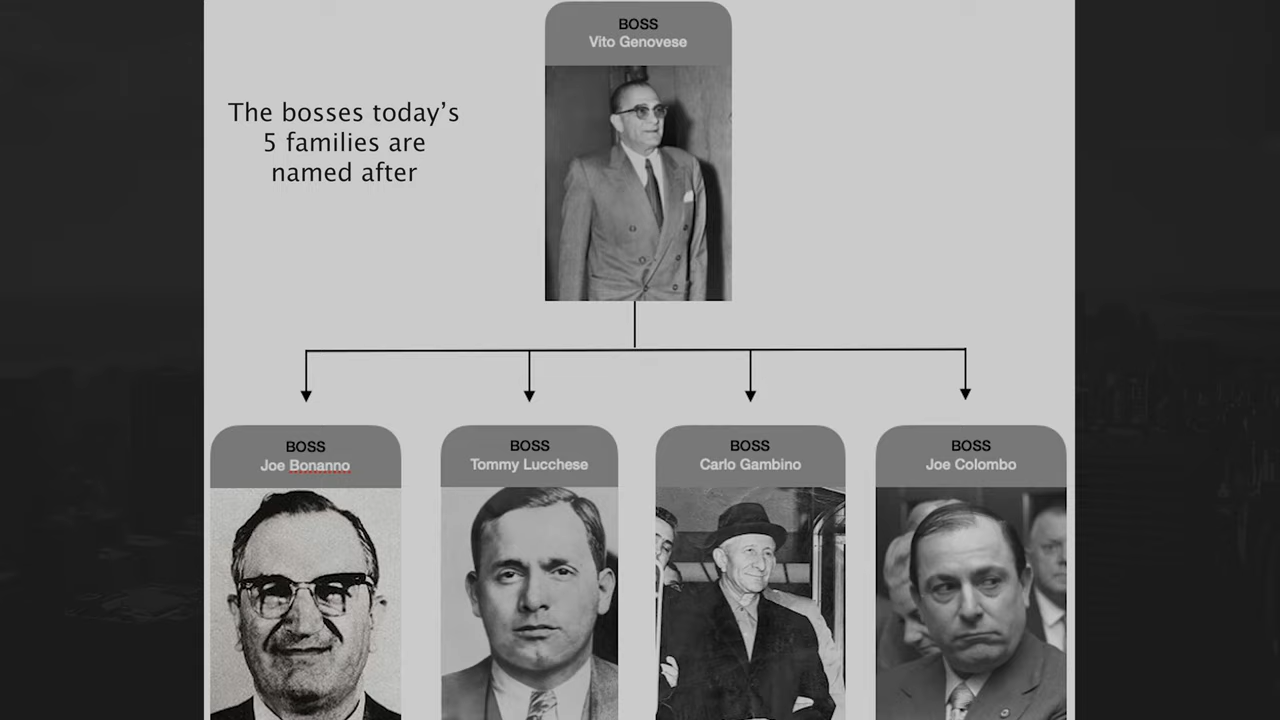 BOSS
Vito Genovese
The bosses today's
5 families are
named after
BOSS
Joe Bonanno
BOSS
Tommy Lucchese
BOSS
Carlo Gambino
BOSS
Joe Colombo